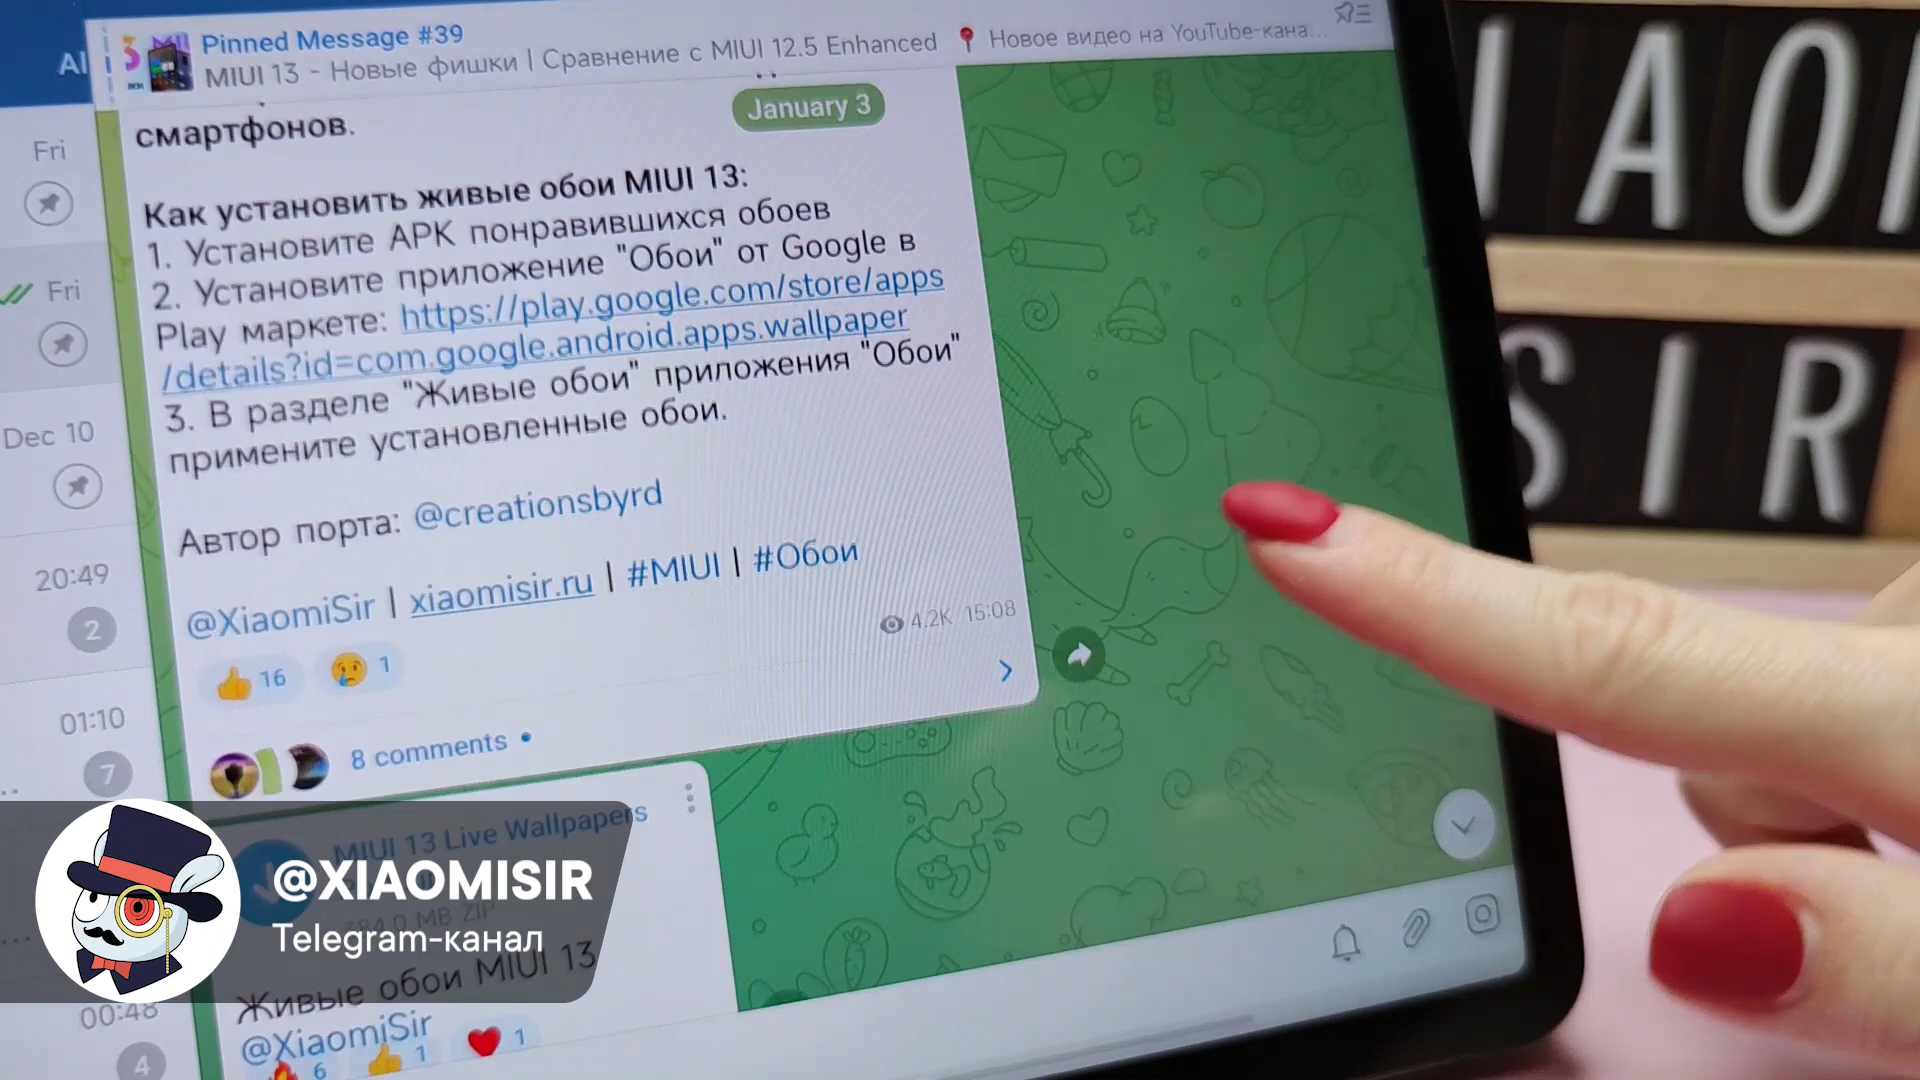 Al
Pinned Message #39
MIUI 13 - Новые фишки | Сравнение с MIUI 12.5 Enhanced 📍 Новое видео на YouTube-кана...
January 3
смартфонов.
Как установить живые обои MIUI 13:
1. Установите APK понравившихся обоев
2. Установите приложение "Обои" от Google в
Play маркете: https://play.google.com/store/apps
/details?id=com.google.android.apps.wallpaper
3. В разделе "Живые обои" приложения "Обои"
примените установленные обои.
Автор порта: @creationsbyrd
@XiaomiSir | xiaomisir.ru | #MIUI | #Обои
4.2K 15:08
👍 16 😢 1
8 comments
MIUI 13 Live Wallpapers
MB ZIP
Живые обои MIUI 13
@XiaomiSir
🔥 6 👍 1 ❤ 1
Fri
Fri
Dec 10
20:49
2
01:10
7
00:48
4
@XIAOMISIR
Telegram-канал
IAO
SIR